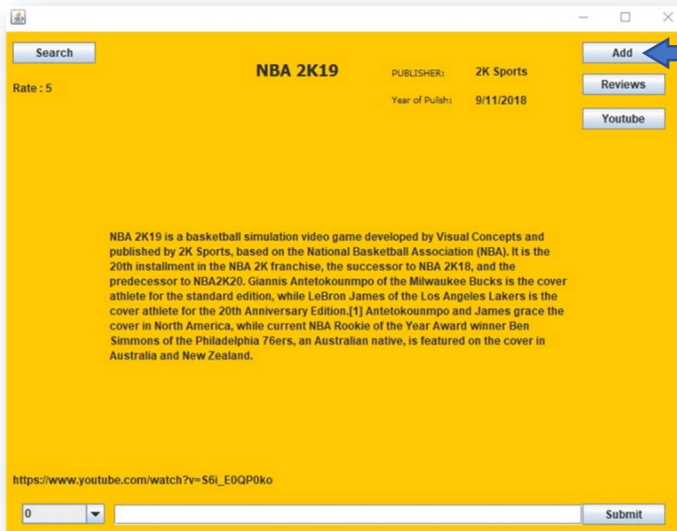 Search
Add
NBA 2K19
PUBLISHER:
2K Sports
Rate : 5
Reviews
Year of Pulish:
9/11/2018
Youtube
NBA 2K19 is a basketball simulation video game developed by Visual Concepts and
published by 2K Sports, based on the National Basketball Association (NBA). It is the
20th installment in the NBA 2K franchise, the successor to NBA 2K18, and the
predecessor to NBA2K20. Giannis Antetokounmpo of the Milwaukee Bucks is the cover
athlete for the standard edition, while LeBron James of the Los Angeles Lakers is the
cover athlete for the 20th Anniversary Edition.[1] Antetokounmpo and James grace the
cover in North America, while current NBA Rookie of the Year Award winner Ben
Simmons of the Philadelphia 76ers, an Australian native, is featured on the cover in
Australia and New Zealand.
https://www.youtube.com/watch?v=S6i_E0QP0ko
0
Submit